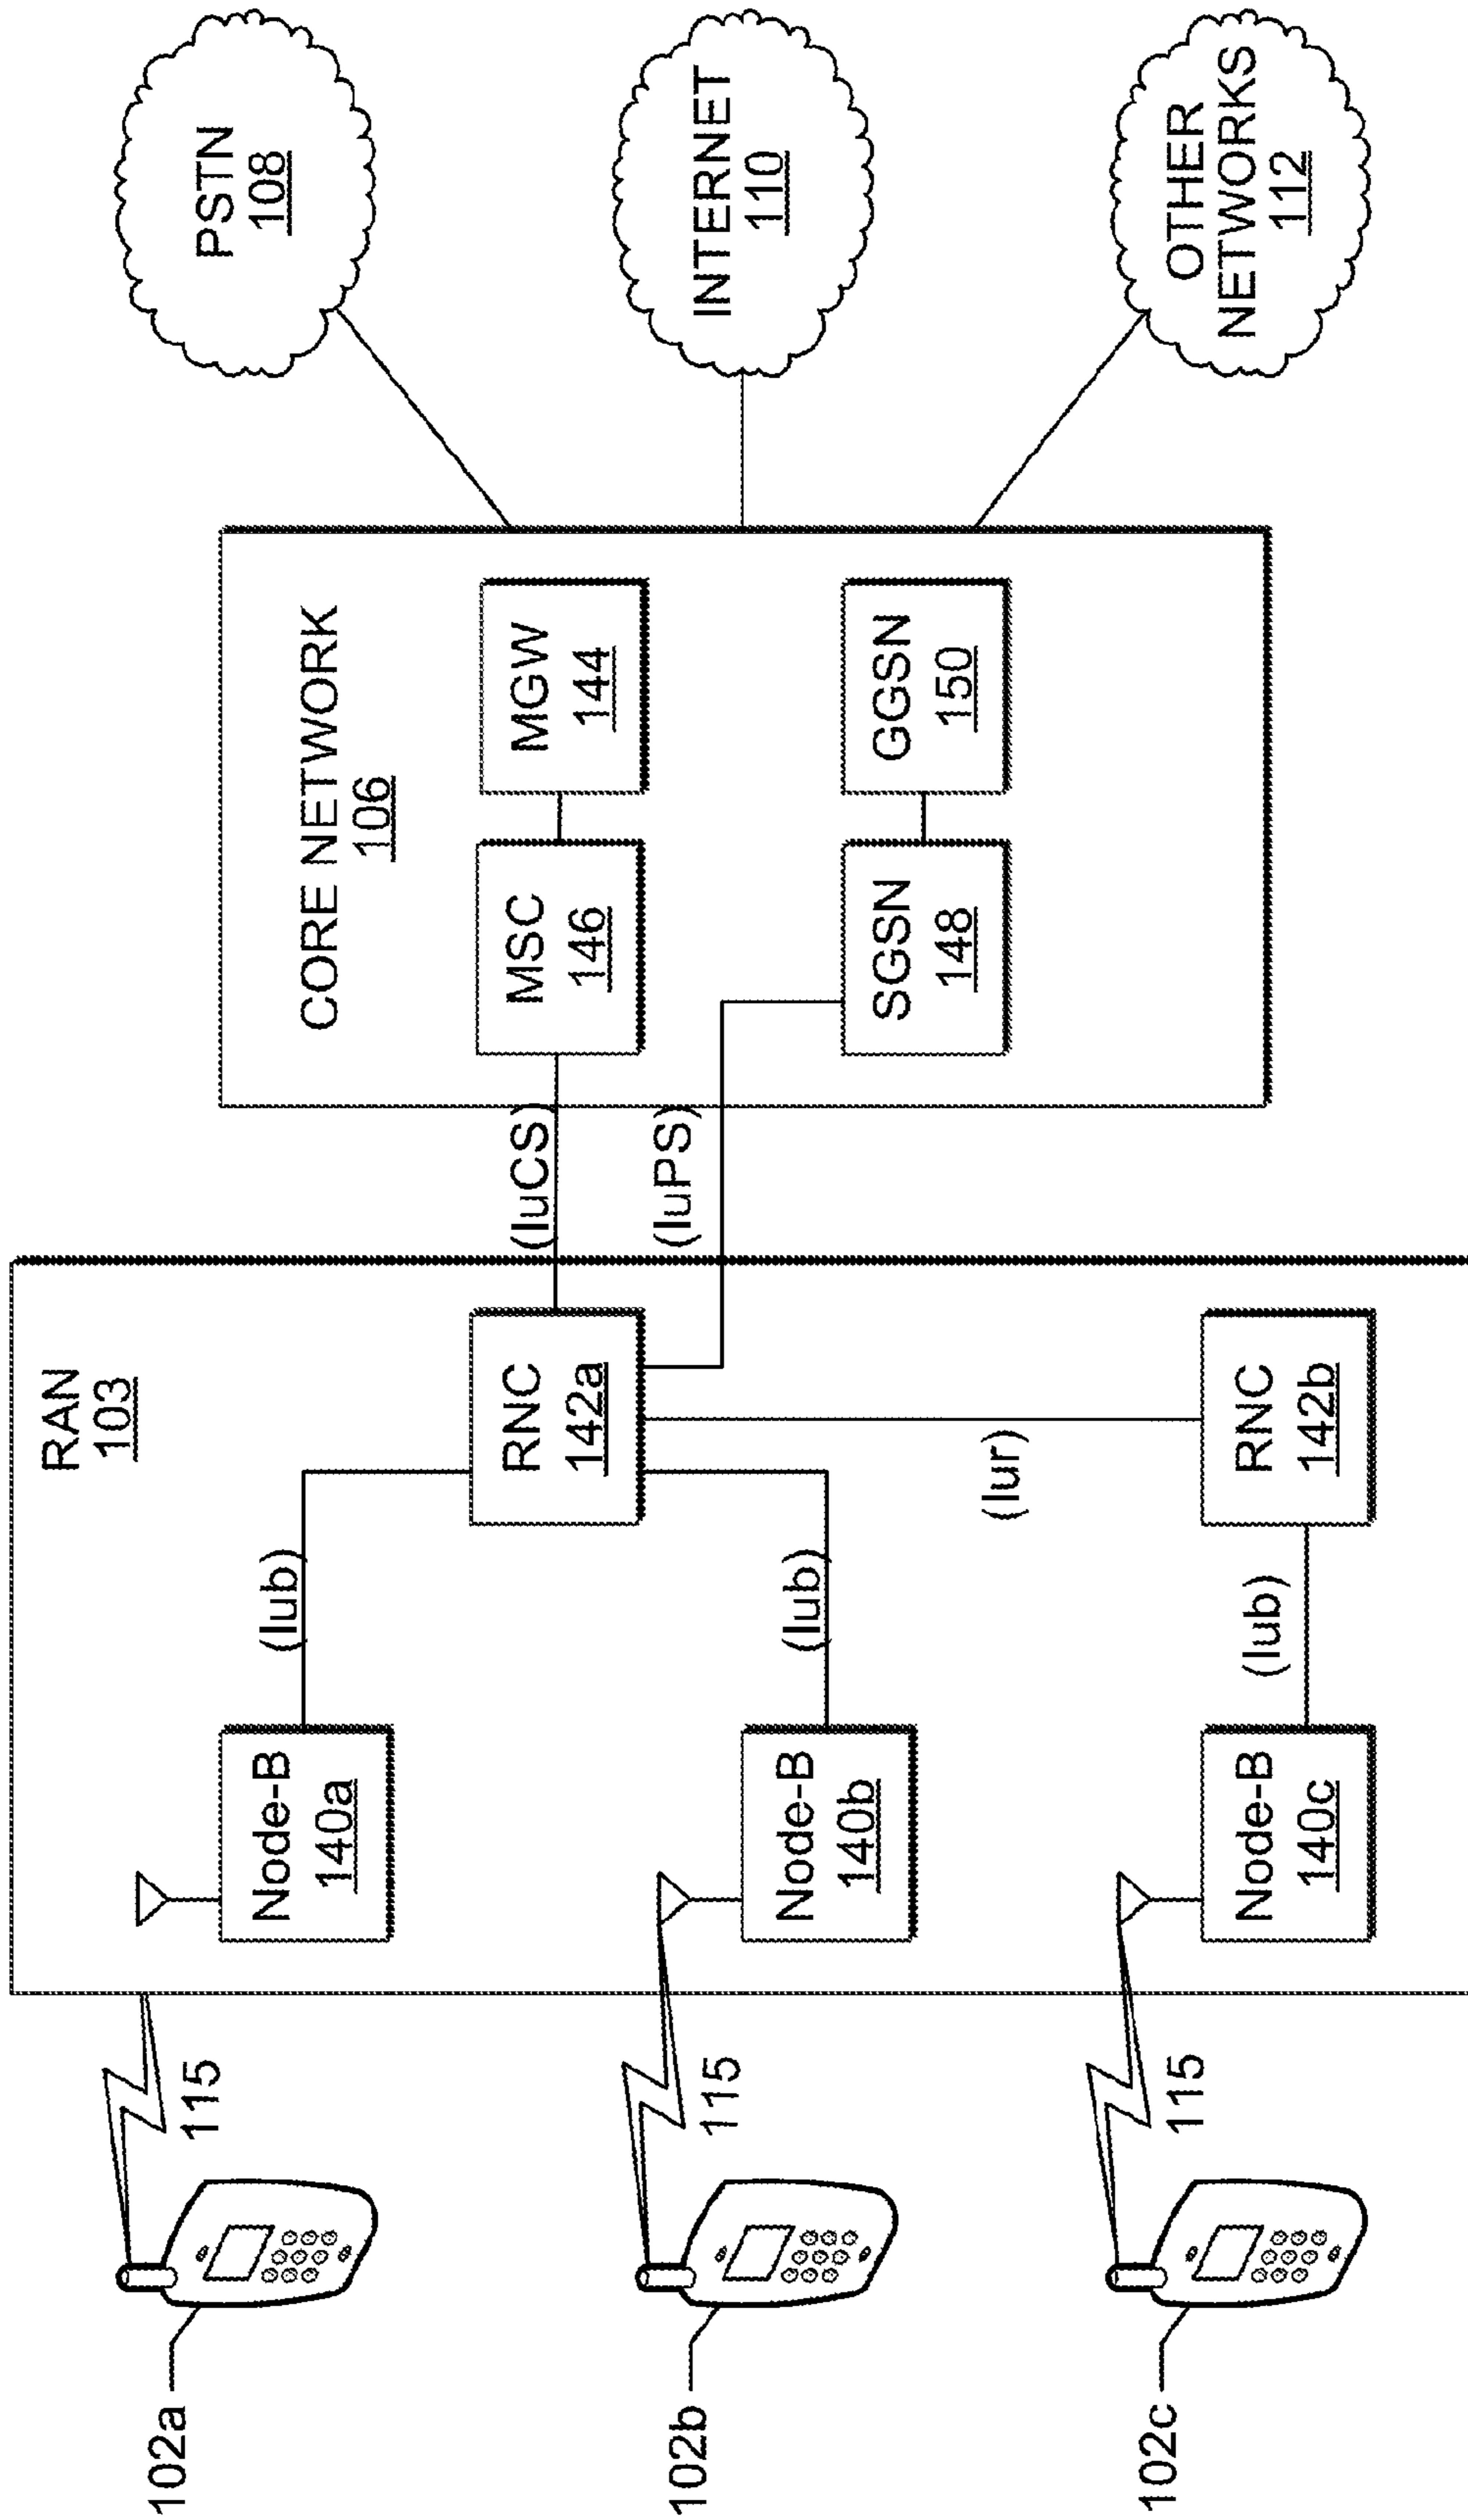 102a
115
RAN
103
Node-B
140a
(Iub)
RNC
142a
(IuCS)
(IuPS)
CORE NETWORK
106
MSC
146
MGW
144
PSTN
108
102b
115
Node-B
140b
(Iub)
(Iur)
SGSN
148
GGSN
150
INTERNET
110
102c
115
Node-B
140c
(Iub)
RNC
142b
OTHER
NETWORKS
112